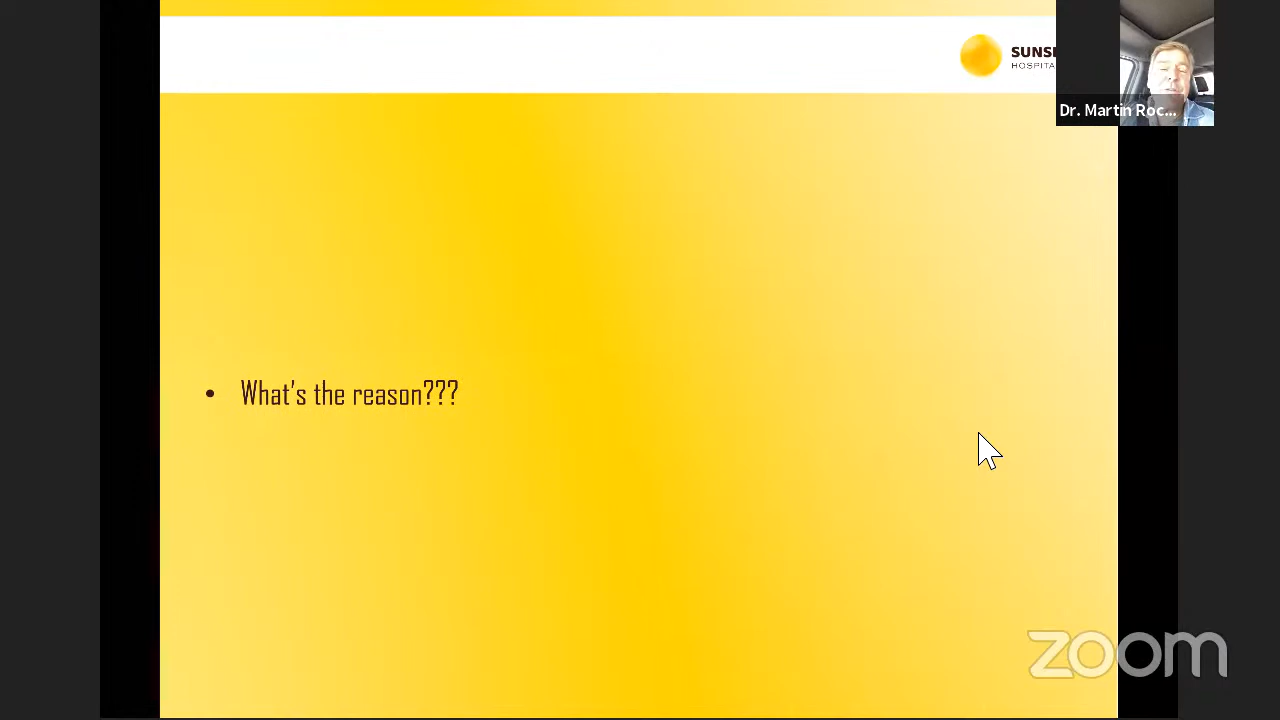 SUNS
HOSPITA
Dr. Martin Roc...
• What's the reason???
zoom